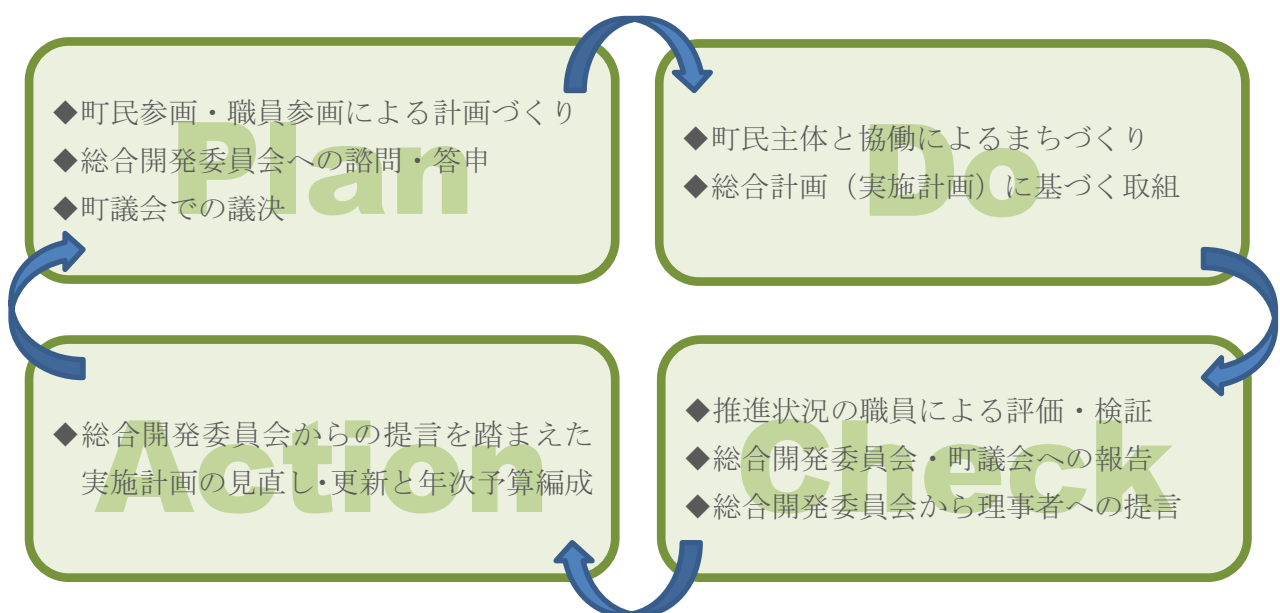 Plan
◆町民参画・職員参画による計画づくり
◆総合開発委員会への諮問・答申
◆町議会での議決
Do
◆町民主体と協働によるまちづくり
◆総合計画（実施計画）に基づく取組
Action
◆総合開発委員会からの提言を踏まえた
実施計画の見直し・更新と年次予算編成
Check
◆推進状況の職員による評価・検証
◆総合開発委員会・町議会への報告
◆総合開発委員会から理事者への提言